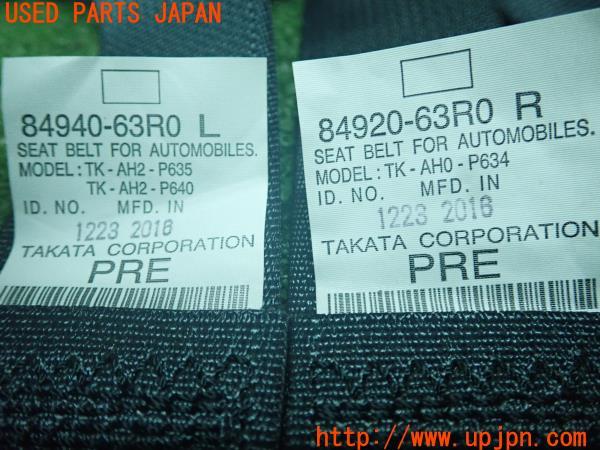 USED PARTS JAPAN
84940-63R0 L
SEAT BELT FOR AUTOMOBILES.
MODEL : TK - AH2 - P635
TK - AH2 - P640
ID. NO. MFD. IN
1223 2016
TAKATA CORPORATION
PRE
84920-63R0 R
SEAT BELT FOR AUTOMOBILES.
MODEL : TK - AH0 - P634
ID. NO. MFD. IN
1223 2016
TAKATA CORPORATION
PRE
http://www.upjpn.com/